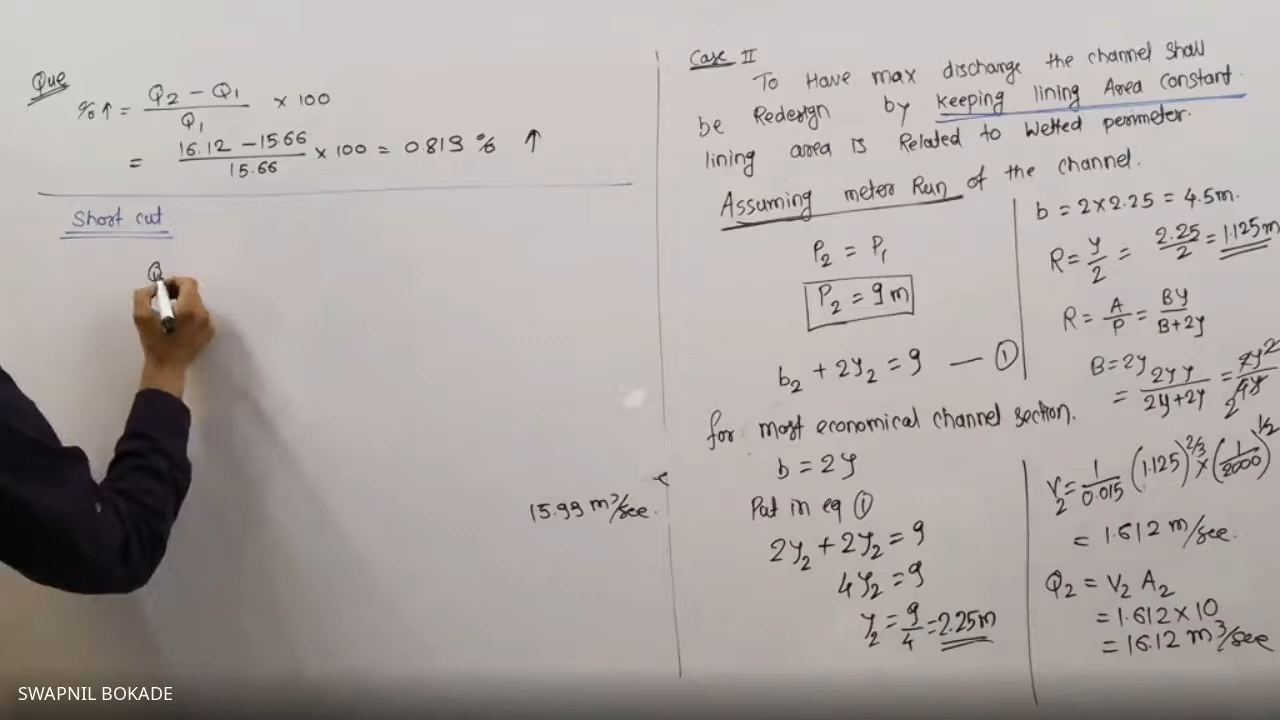 Que
%↑ = Q2 - Q1 / Q1 × 100
= 16.12 - 15.66 / 15.66 × 100 = 0.819 % ↑
Short cut
Q
15.99 m³/sec.
Case II
To Have max discharge the channel shall
be Redesign by keeping lining Area constant.
lining area is Related to wetted perimeter.
Assuming meter Run of the channel.
P2 = P1
P2 = 9m
b2 + 2y2 = 9 — ①
for most economical channel section.
b = 2y
Put in eq ①
2y2 + 2y2 = 9
4y2 = 9
y2 = 9/4 = 2.25m
b = 2×2.25 = 4.5m.
R = y/2 = 2.25/2 = 1.125m
R = A/P = By/B+2y
B = 2y
= 2y y/2y+2y = 2y²/4y 2
V2 = 1/0.015 (1.125)^2/3 × (1/2000)^1/2
= 1.612 m/sec.
Q2 = V2 A2
= 1.612 × 10
= 16.12 m³/sec
SWAPNIL BOKADE